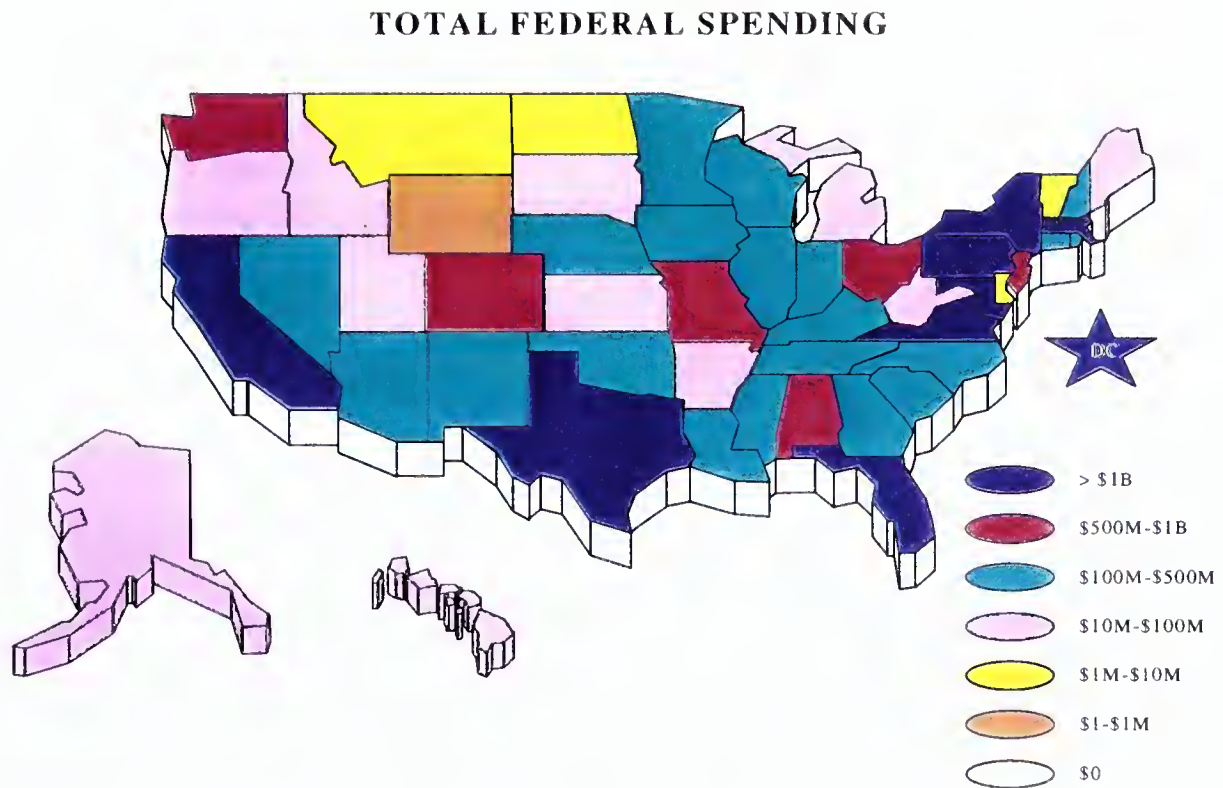 TOTAL FEDERAL SPENDING
DC
> $1B
$500M-$1B
$100M-$500M
$10M-$100M
$1M-$10M
$1-$1M
$0